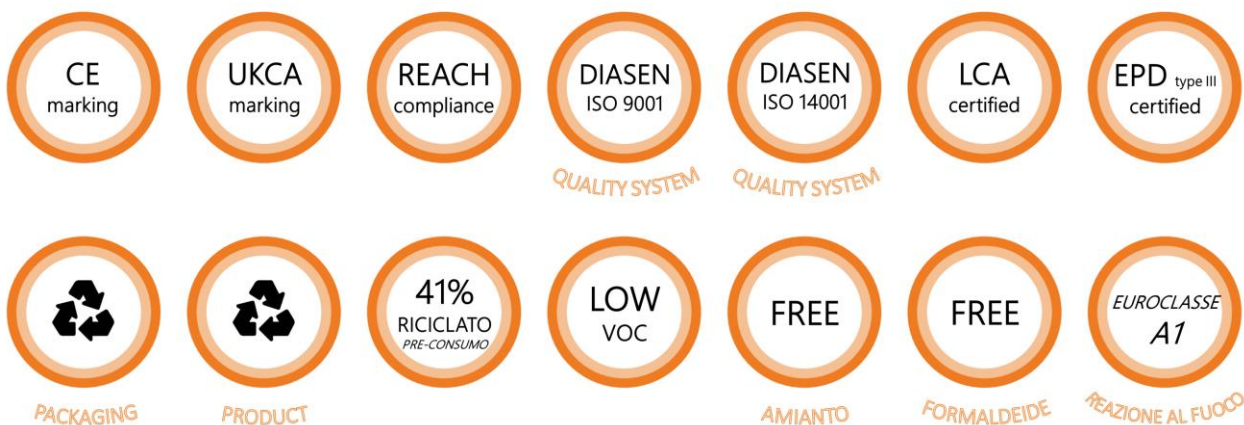 CE
marking
UKCA
marking
REACH
compliance
DIASEN
ISO 9001
QUALITY SYSTEM
DIASEN
ISO 14001
QUALITY SYSTEM
LCA
certified
EPD type III
certified
PACKAGING
PRODUCT
41%
RICICLATO
PRE-CONSUMO
LOW
VOC
FREE
AMIANTO
FREE
FORMALDEIDE
EUROCLASSE
A1
REAZIONE AL FUOCO